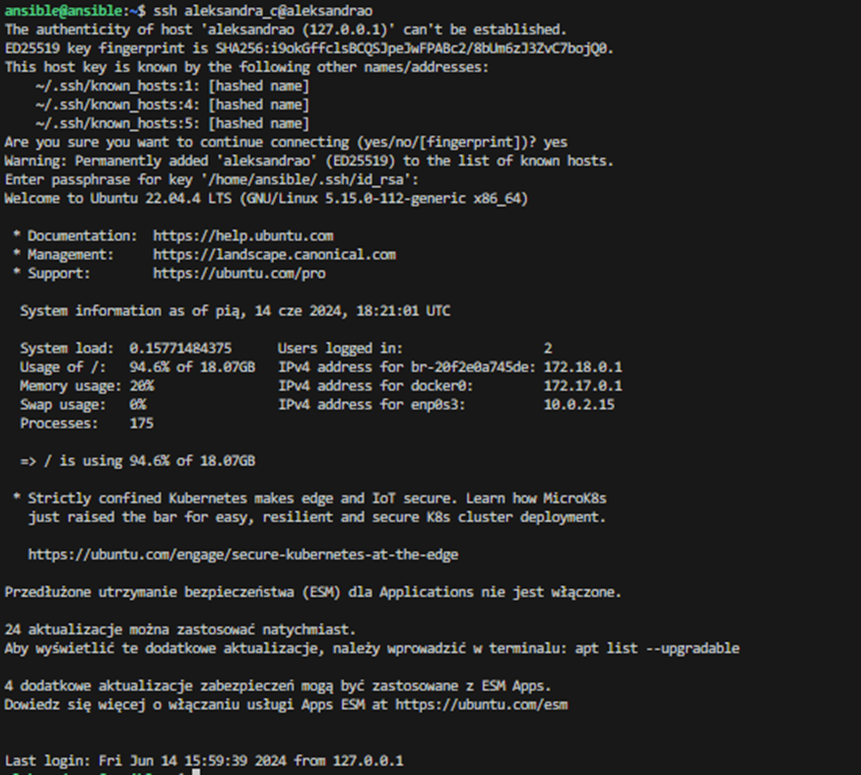 ansible@ansible:~$ ssh aleksandra_c@aleksandrao
The authenticity of host 'aleksandrao (127.0.0.1)' can't be established.
ED25519 key fingerprint is SHA256:i9okGffclsBCQSJpeJwFPABc2/8bUm6zJ3ZvC7bojQ0.
This host key is known by the following other names/addresses:
    ~/.ssh/known_hosts:1: [hashed name]
    ~/.ssh/known_hosts:4: [hashed name]
    ~/.ssh/known_hosts:5: [hashed name]
Are you sure you want to continue connecting (yes/no/[fingerprint])? yes
Warning: Permanently added 'aleksandrao' (ED25519) to the list of known hosts.
Enter passphrase for key '/home/ansible/.ssh/id_rsa':
Welcome to Ubuntu 22.04.4 LTS (GNU/Linux 5.15.0-112-generic x86_64)
 * Documentation:  https://help.ubuntu.com
 * Management:     https://landscape.canonical.com
 * Support:        https://ubuntu.com/pro
  System information as of pią, 14 cze 2024, 18:21:01 UTC
  System load:  0.15771484375     Users logged in:                  2
  Usage of /:   94.6% of 18.07GB  IPv4 address for br-20f2e0a745de: 172.18.0.1
  Memory usage: 20%               IPv4 address for docker0:         172.17.0.1
  Swap usage:   0%                IPv4 address for enp0s3:          10.0.2.15
  Processes:    175
  => / is using 94.6% of 18.07GB
 * Strictly confined Kubernetes makes edge and IoT secure. Learn how MicroK8s
   just raised the bar for easy, resilient and secure K8s cluster deployment.
   https://ubuntu.com/engage/secure-kubernetes-at-the-edge
Przedłużone utrzymanie bezpieczeństwa (ESM) dla Applications nie jest włączone.
24 aktualizacje można zastosować natychmiast.
Aby wyświetlić te dodatkowe aktualizacje, należy wprowadzić w terminalu: apt list --upgradable
4 dodatkowe aktualizacje zabezpieczeń mogą być zastosowane z ESM Apps.
Dowiedz się więcej o włączaniu usługi Apps ESM at https://ubuntu.com/esm
Last login: Fri Jun 14 15:59:39 2024 from 127.0.0.1